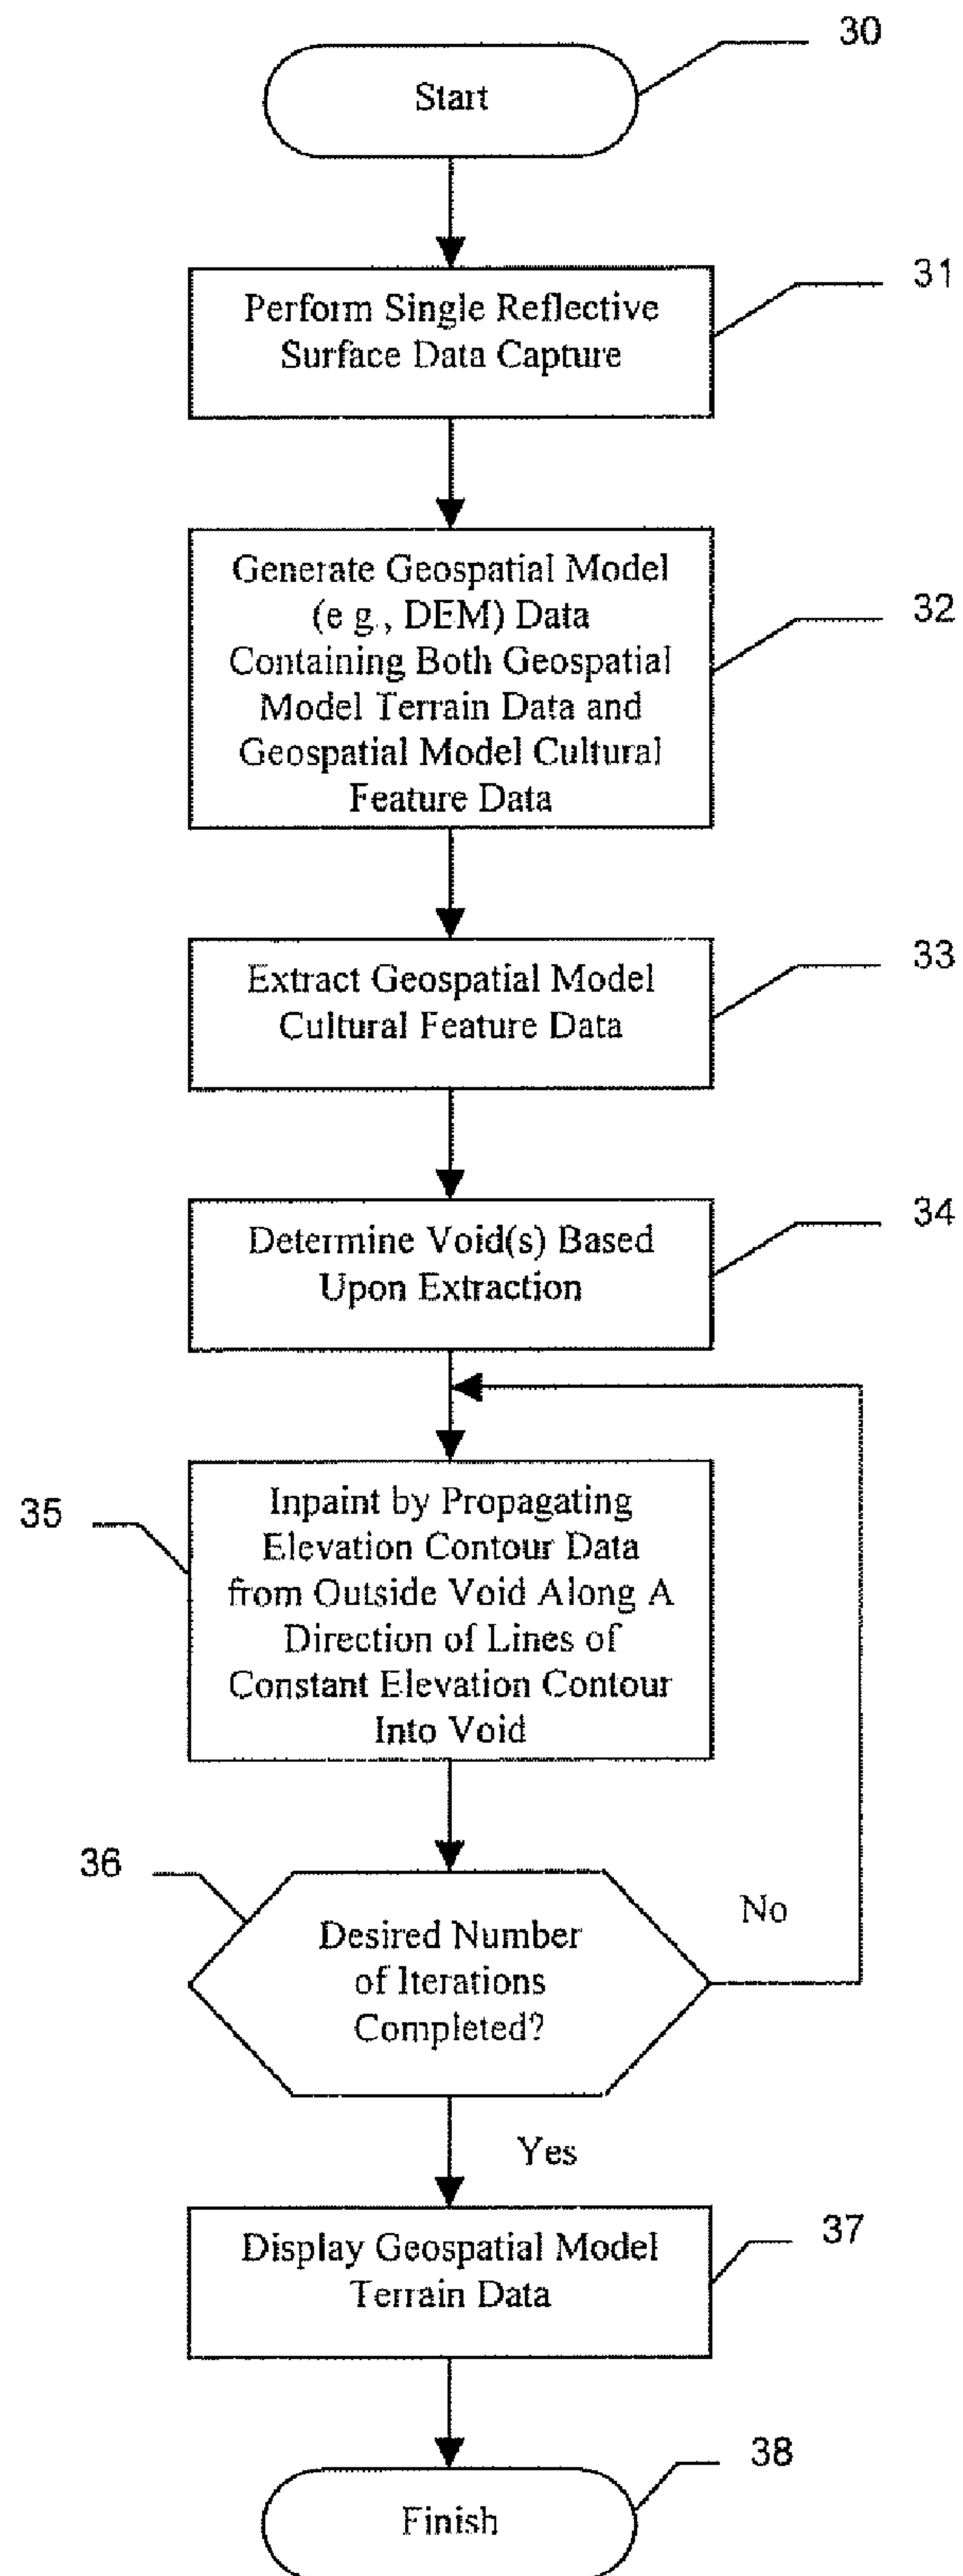 30
Start
31
Perform Single Reflective
Surface Data Capture
32
Generate Geospatial Model
(e g., DEM) Data
Containing Both Geospatial
Model Terrain Data and
Geospatial Model Cultural
Feature Data
33
Extract Geospatial Model
Cultural Feature Data
34
Determine Void(s) Based
Upon Extraction
35
Inpaint by Propagating
Elevation Contour Data
from Outside Void Along A
Direction of Lines of
Constant Elevation Contour
Into Void
36
Desired Number
of Iterations
Completed?
No
Yes
37
Display Geospatial Model
Terrain Data
38
Finish